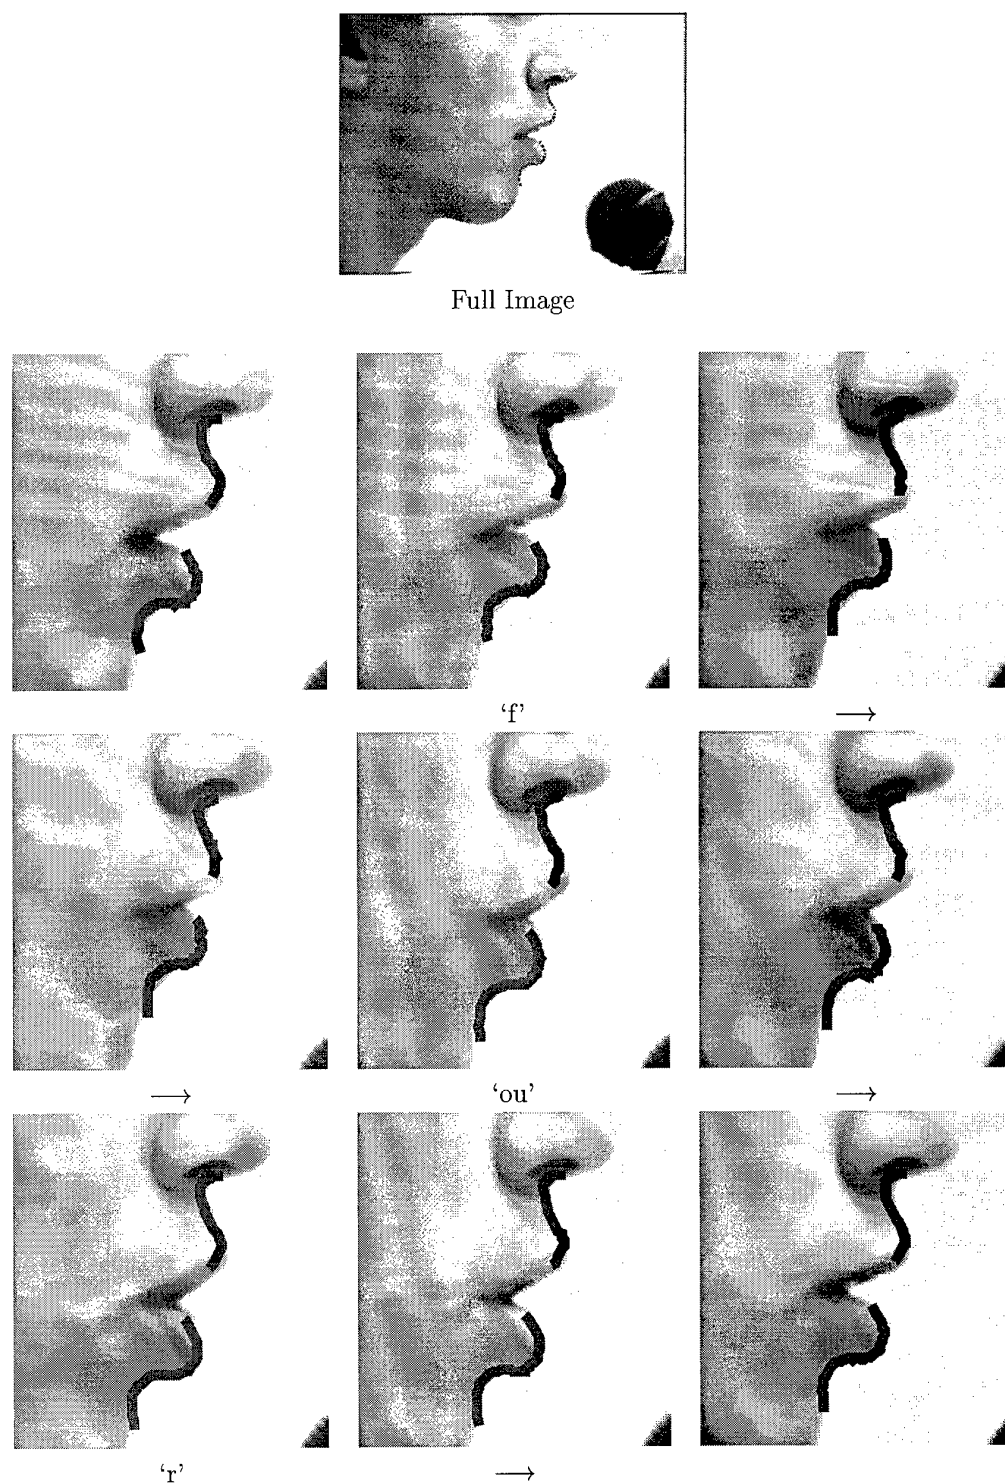 Full Image
‘f’ →
→ ‘ou’ →
‘r’ →